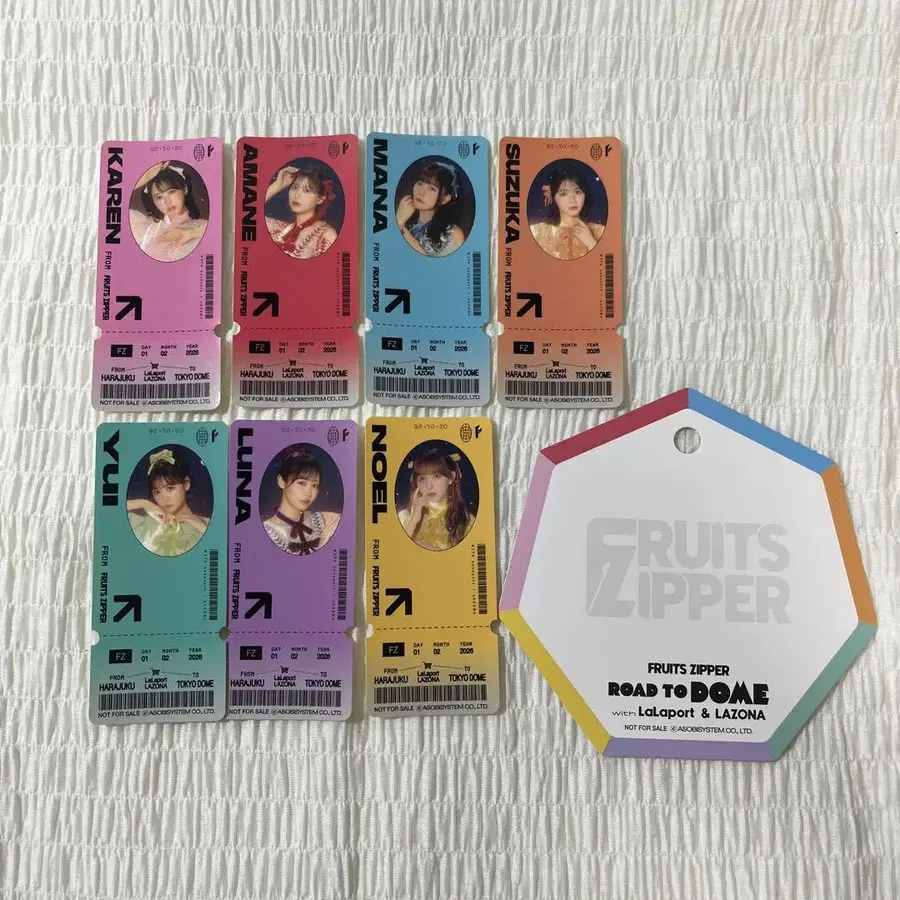 KAREN
FROM FRUITS ZIPPER
FZ
DAY MONTH YEAR
01 02 2026
FROM TO
HARAJUKU LaLaport LAZONA TOKYO DOME
NOT FOR SALE ©ASOBISYSTEM CO., LTD.
AMANE
FROM FRUITS ZIPPER
FZ
DAY MONTH YEAR
01 02 2026
FROM TO
HARAJUKU LaLaport LAZONA TOKYO DOME
NOT FOR SALE ©ASOBISYSTEM CO., LTD.
MANA
FROM FRUITS ZIPPER
FZ
DAY MONTH YEAR
01 02 2026
FROM TO
HARAJUKU LaLaport LAZONA TOKYO DOME
NOT FOR SALE ©ASOBISYSTEM CO., LTD.
SUZUKA
FROM FRUITS ZIPPER
FZ
DAY MONTH YEAR
01 02 2026
FROM TO
HARAJUKU LaLaport LAZONA TOKYO DOME
NOT FOR SALE ©ASOBISYSTEM CO., LTD.
YUI
FROM FRUITS ZIPPER
FZ
DAY MONTH YEAR
01 02 2026
FROM TO
HARAJUKU LaLaport LAZONA TOKYO DOME
NOT FOR SALE ©ASOBISYSTEM CO., LTD.
LUNA
FROM FRUITS ZIPPER
FZ
DAY MONTH YEAR
01 02 2026
FROM TO
HARAJUKU LaLaport LAZONA TOKYO DOME
NOT FOR SALE ©ASOBISYSTEM CO., LTD.
NOEL
FROM FRUITS ZIPPER
FZ
DAY MONTH YEAR
01 02 2026
FROM TO
HARAJUKU LaLaport LAZONA TOKYO DOME
NOT FOR SALE ©ASOBISYSTEM CO., LTD.
FRUITS
ZIPPER
FRUITS ZIPPER
ROAD TO DOME
with LaLaport & LAZONA
NOT FOR SALE ©ASOBISYSTEM CO., LTD.